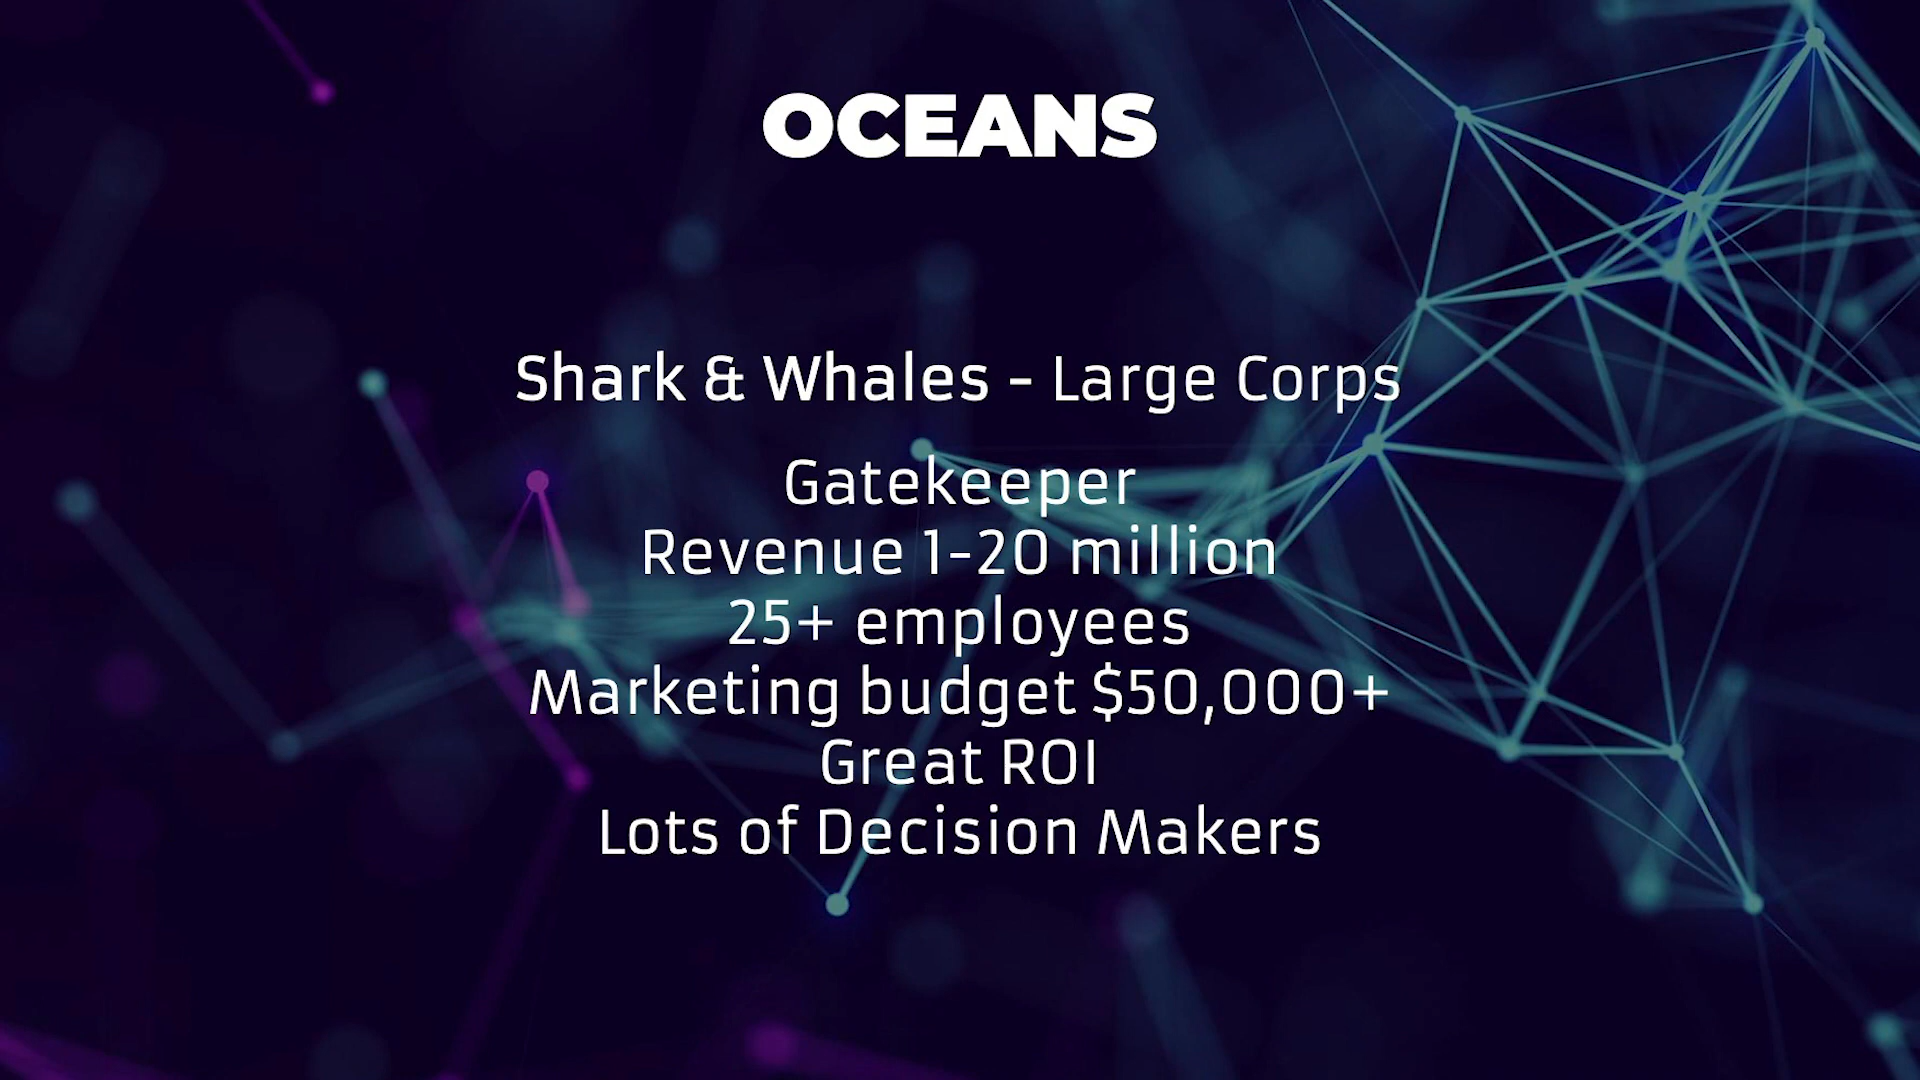 OCEANS
Shark & Whales - Large Corps
Gatekeeper
Revenue 1-20 million
25+ employees
Marketing budget $50,000+
Great ROI
Lots of Decision Makers